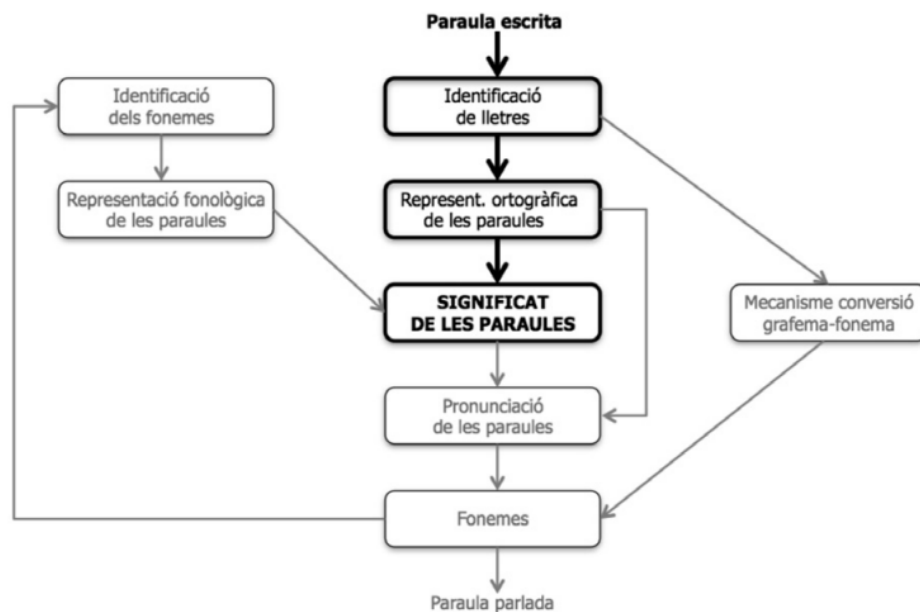 Paraula escrita
Identificació
dels fonemes
Identificació
de lletres
Representació fonològica
de les paraules
Represent. ortogràfica
de les paraules
SIGNIFICAT
DE LES PARAULES
Mecanisme conversió
grafema-fonema
Pronunciació
de les paraules
Fonemes
Paraula parlada